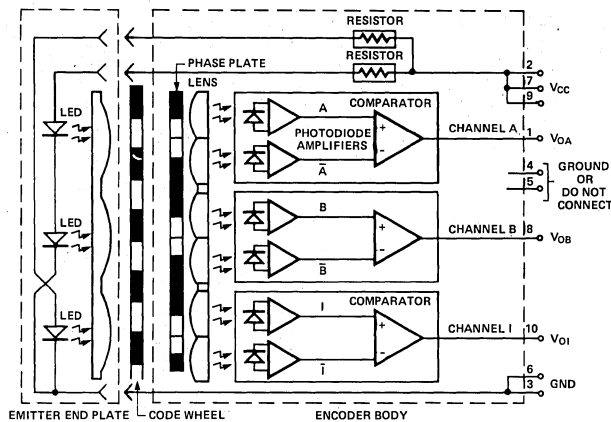 RESISTOR
RESISTOR
PHASE PLATE
LENS
2
7
9
VCC
LED
LED
LED
A
COMPARATOR
+
-
PHOTODIODE
AMPLIFIERS
A̅
CHANNEL A
1
VOA
4
5
GROUND
OR
DO NOT
CONNECT
B
+
-
B̅
CHANNEL B
8
VOB
I
COMPARATOR
+
-
I̅
CHANNEL I
10
VOI
6
3
GND
EMITTER END PLATE
CODE WHEEL
ENCODER BODY